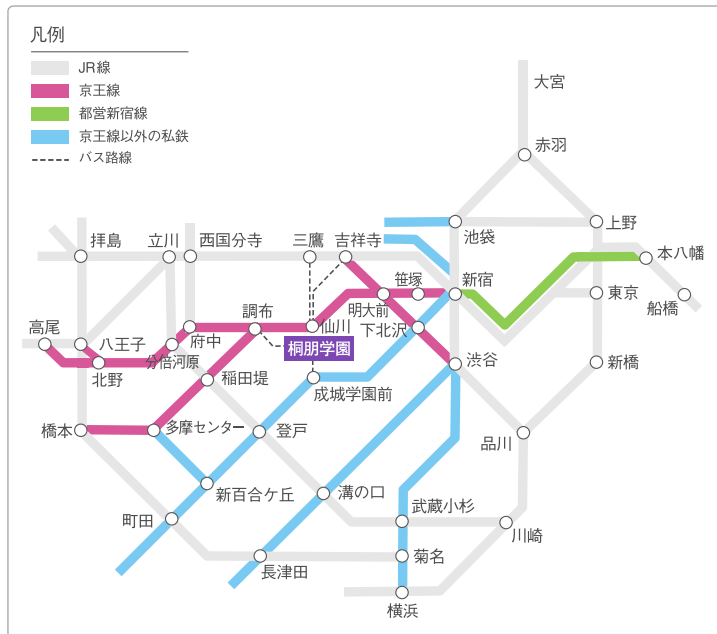 凡例
JR線
京王線
都営新宿線
京王線以外の私鉄
バス路線
大宮
赤羽
池袋
上野
拝島
立川
西国分寺
三鷹
吉祥寺
本八幡
笹塚
新宿
明大前
東京
船橋
高尾
八王子
府中
調布
仙川
下北沢
北野
分倍河原
桐朋学園
渋谷
新橋
稲田堤
成城学園前
橋本
多摩センター
登戸
品川
新百合ケ丘
溝の口
武蔵小杉
町田
川崎
長津田
菊名
横浜